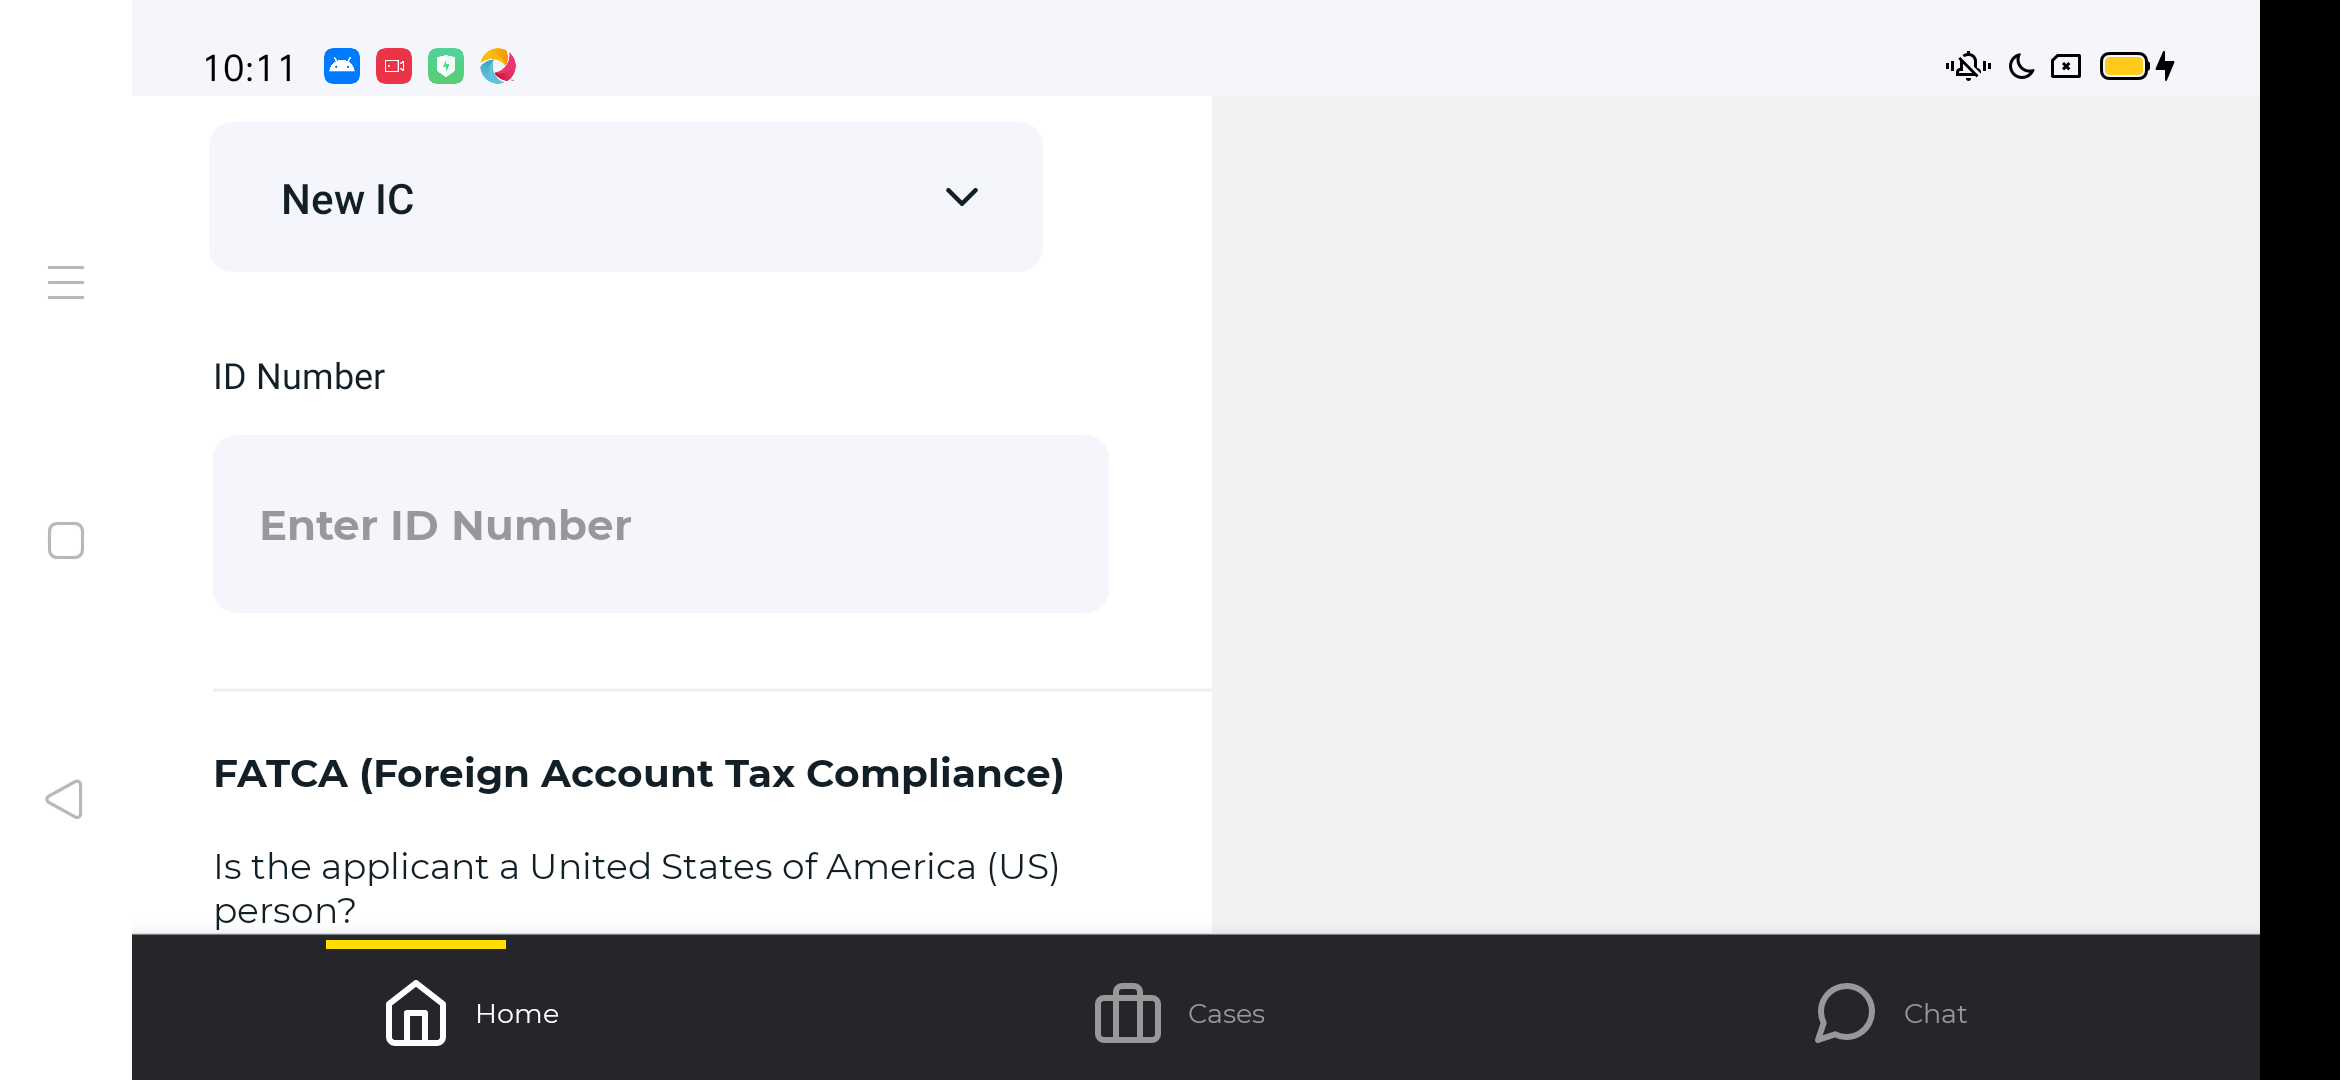 10:11
New IC
ID Number
Enter ID Number
FATCA (Foreign Account Tax Compliance)
Is the applicant a United States of America (US)
person?
Home
Cases
Chat